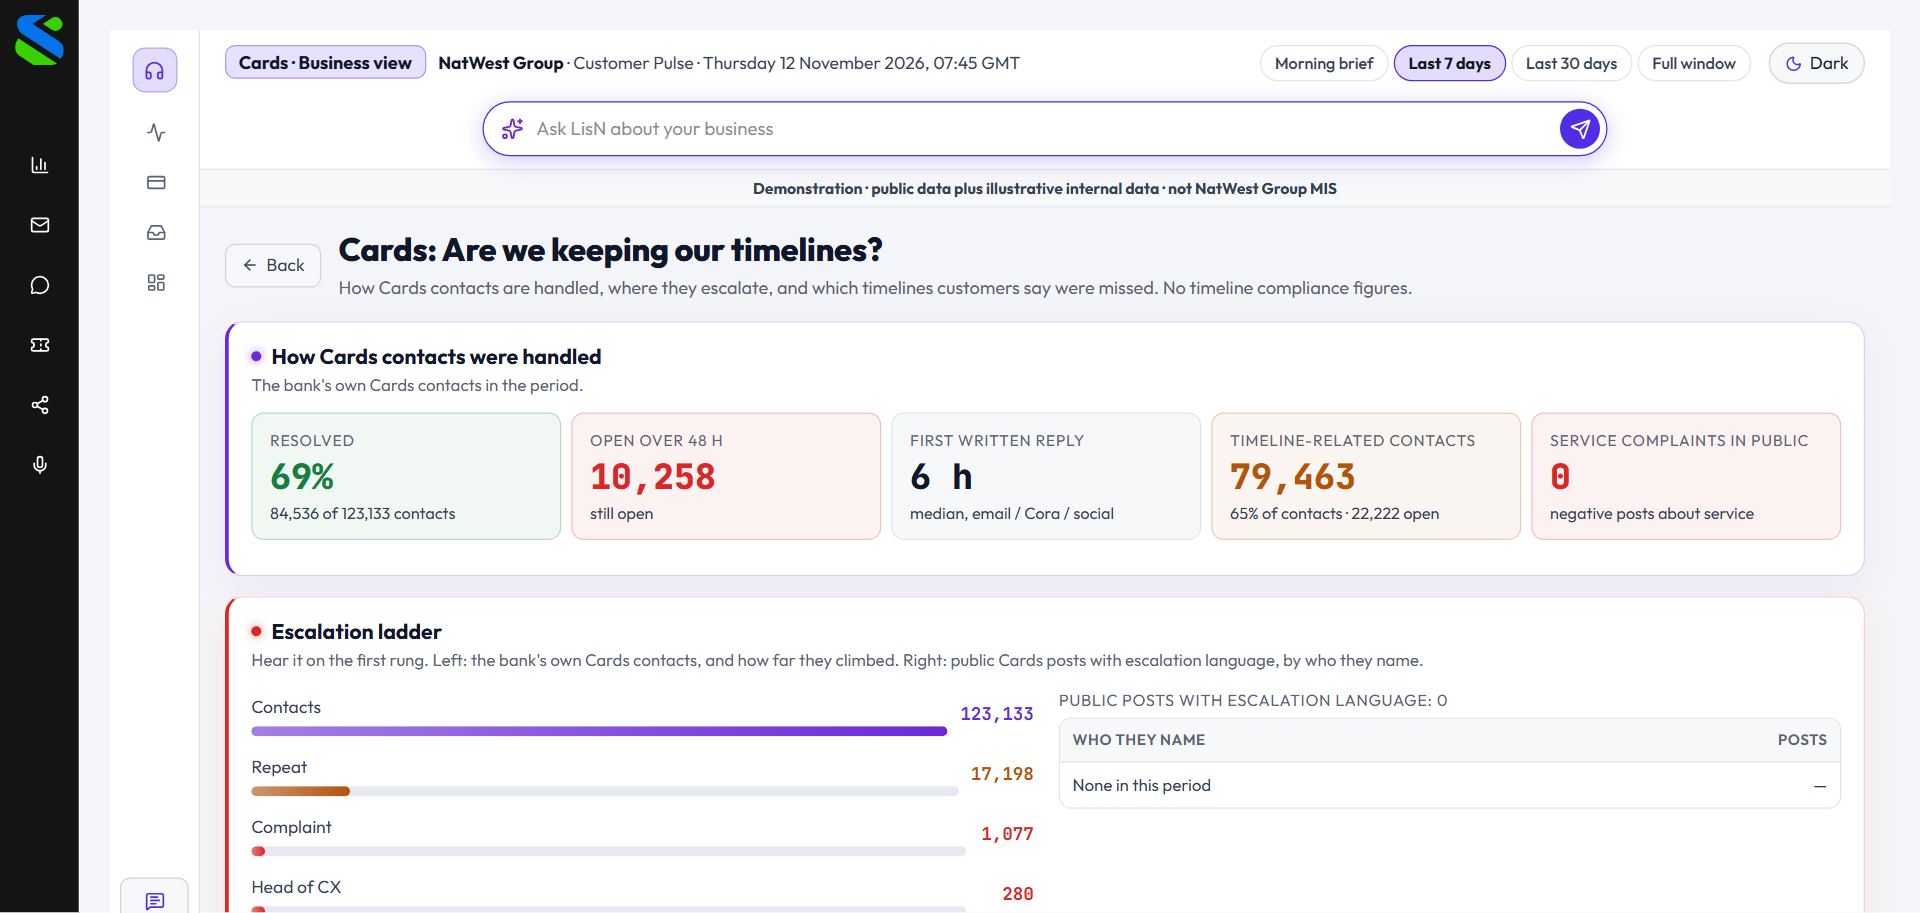 Cards · Business view
NatWest Group · Customer Pulse · Thursday 12 November 2026, 07:45 GMT
Morning brief
Last 7 days
Last 30 days
Full window
Dark
Ask LisN about your business
Demonstration · public data plus illustrative internal data · not NatWest Group MIS
Back
Cards: Are we keeping our timelines?
How Cards contacts are handled, where they escalate, and which timelines customers say were missed. No timeline compliance figures.
How Cards contacts were handled
The bank's own Cards contacts in the period.
RESOLVED
69%
84,536 of 123,133 contacts
OPEN OVER 48 H
10,258
still open
FIRST WRITTEN REPLY
6 h
median, email / Cora / social
TIMELINE-RELATED CONTACTS
79,463
65% of contacts · 22,222 open
SERVICE COMPLAINTS IN PUBLIC
0
negative posts about service
Escalation ladder
Hear it on the first rung. Left: the bank's own Cards contacts, and how far they climbed. Right: public Cards posts with escalation language, by who they name.
Contacts
123,133
Repeat
17,198
Complaint
1,077
Head of CX
280
PUBLIC POSTS WITH ESCALATION LANGUAGE: 0
WHO THEY NAME POSTS
None in this period —